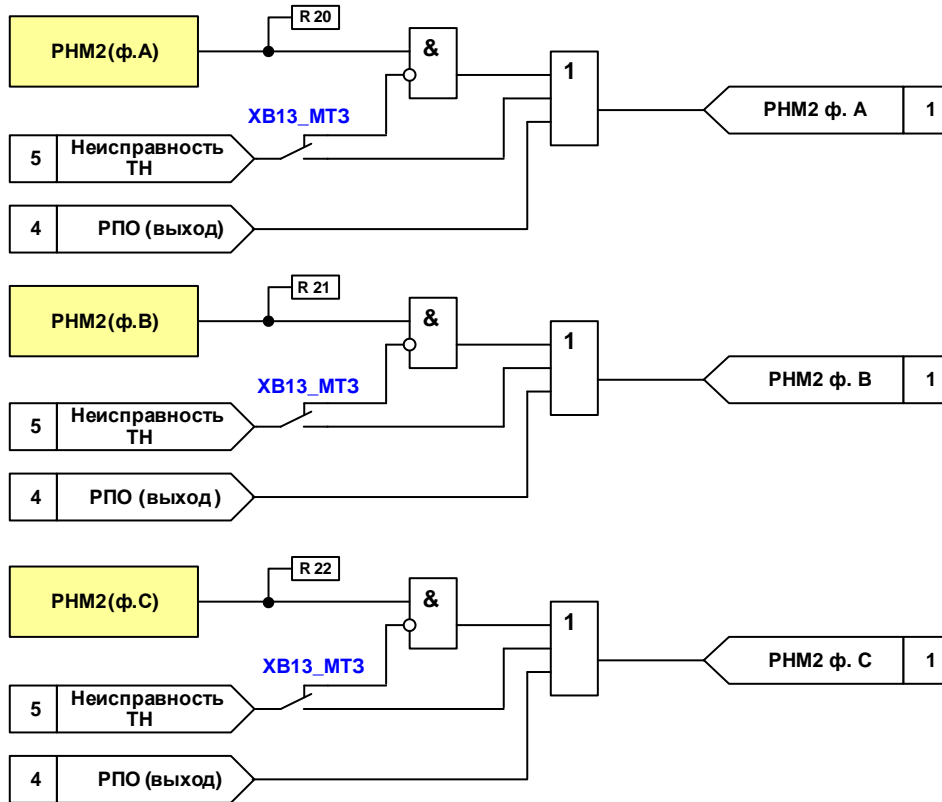 R 20
РНМ2(ф.А)
&
1
ХВ13_МТЗ
РНМ2 ф. А 1
5 Неисправность
ТН
4 РПО (выход)
R 21
РНМ2(ф.В)
&
1
ХВ13_МТЗ
РНМ2 ф. В 1
5 Неисправность
ТН
4 РПО (выход)
R 22
РНМ2(ф.С)
&
1
ХВ13_МТЗ
РНМ2 ф. С 1
5 Неисправность
ТН
4 РПО (выход)